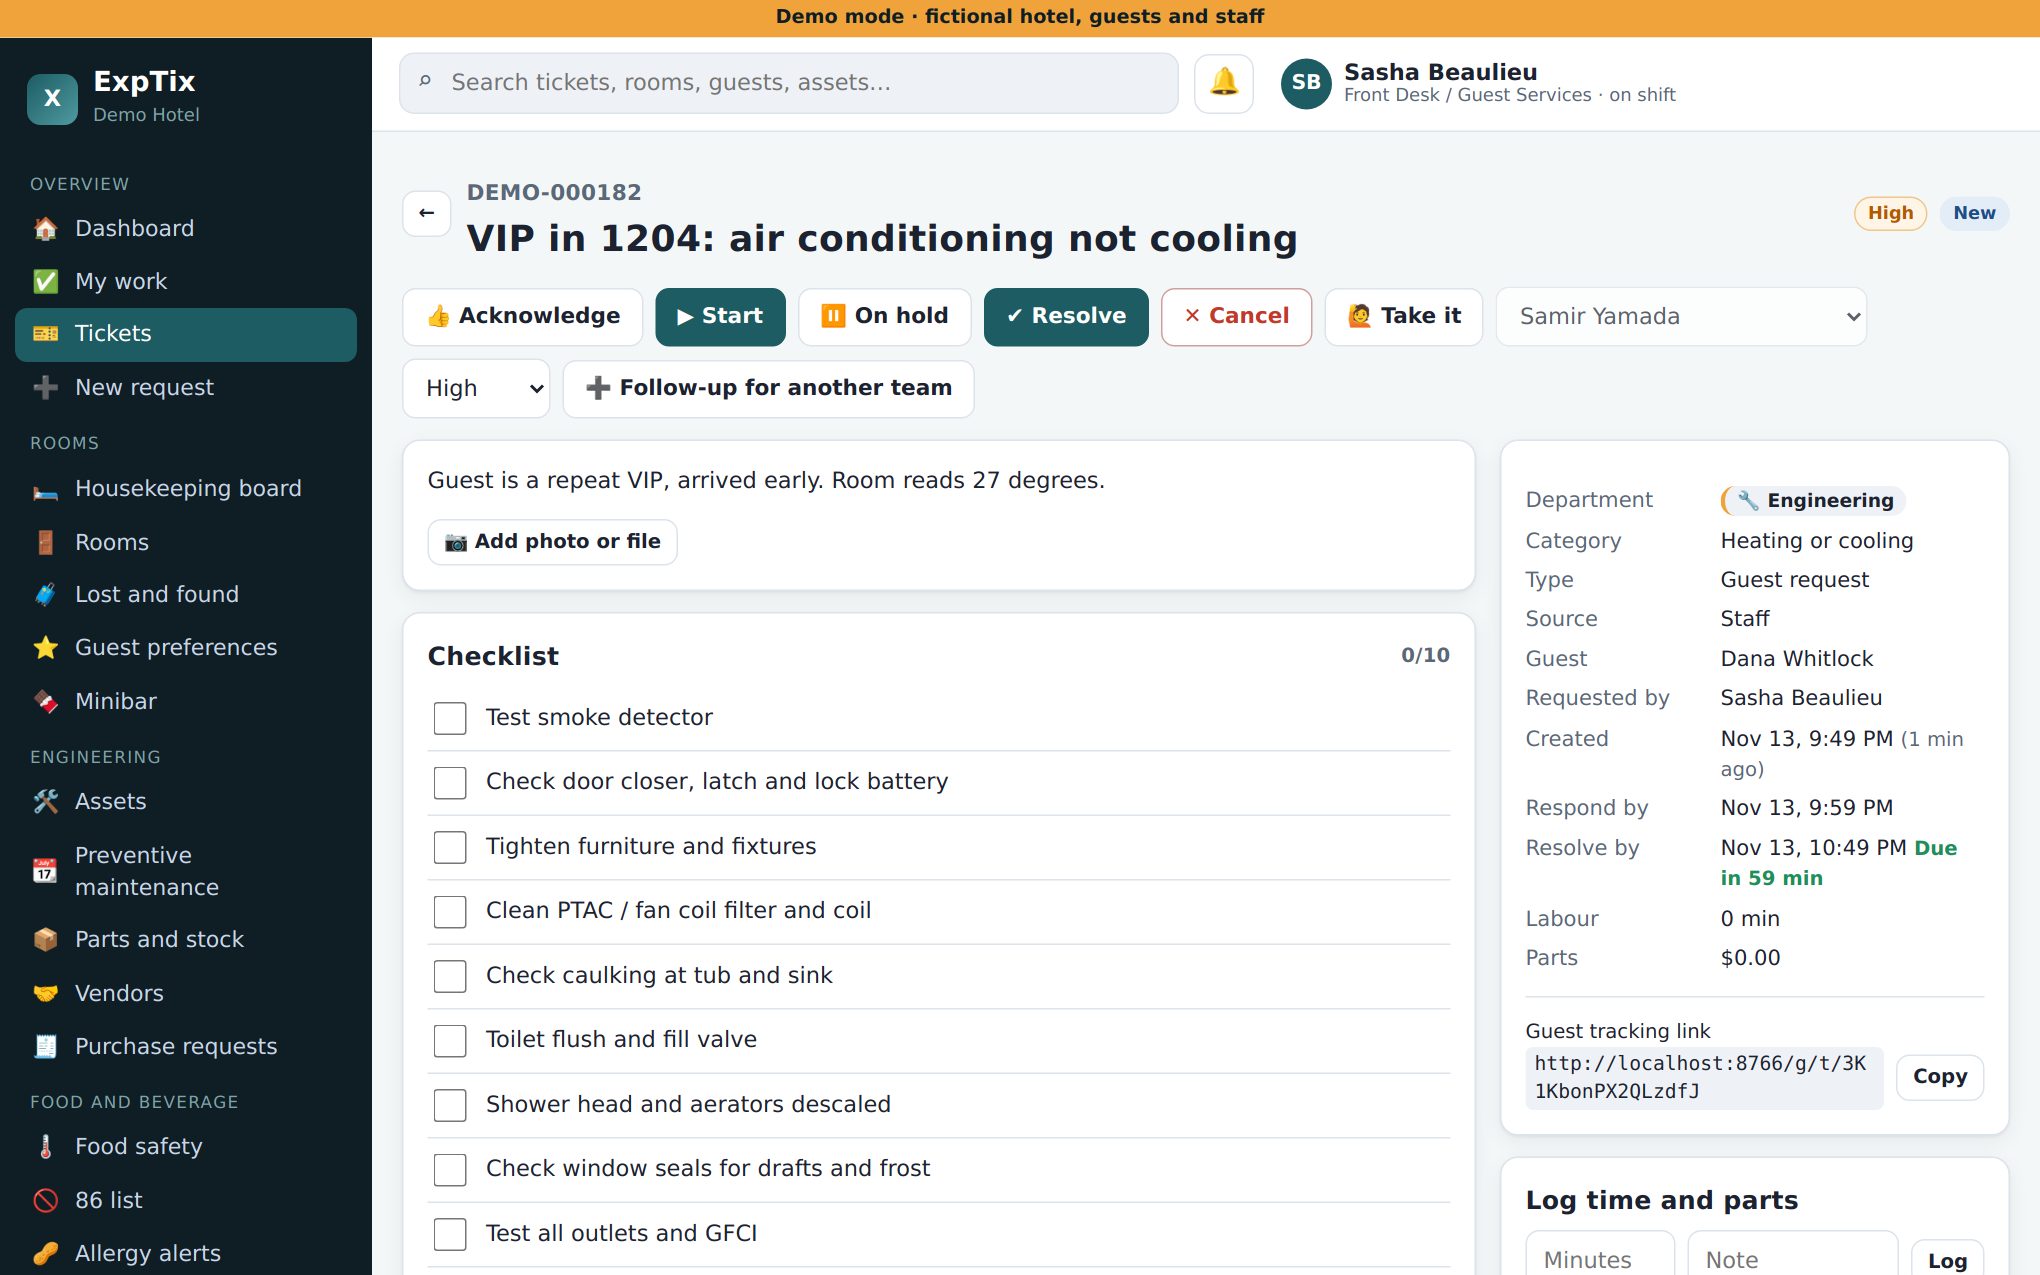 Demo mode · fictional hotel, guests and staff
X
ExpTix
Demo Hotel
OVERVIEW
Dashboard
My work
Tickets
New request
ROOMS
Housekeeping board
Rooms
Lost and found
Guest preferences
Minibar
ENGINEERING
Assets
Preventive
maintenance
Parts and stock
Vendors
Purchase requests
FOOD AND BEVERAGE
Food safety
86 list
Allergy alerts
Search tickets, rooms, guests, assets...
SB
Sasha Beaulieu
Front Desk / Guest Services · on shift
←
DEMO-000182
VIP in 1204: air conditioning not cooling
High
New
Acknowledge
▶ Start
On hold
✔ Resolve
✕ Cancel
Take it
Samir Yamada
High
Follow-up for another team
Guest is a repeat VIP, arrived early. Room reads 27 degrees.
Add photo or file
Checklist
0/10
Test smoke detector
Check door closer, latch and lock battery
Tighten furniture and fixtures
Clean PTAC / fan coil filter and coil
Check caulking at tub and sink
Toilet flush and fill valve
Shower head and aerators descaled
Check window seals for drafts and frost
Test all outlets and GFCI
Department Engineering
Category Heating or cooling
Type Guest request
Source Staff
Guest Dana Whitlock
Requested by Sasha Beaulieu
Created Nov 13, 9:49 PM (1 min
ago)
Respond by Nov 13, 9:59 PM
Resolve by Nov 13, 10:49 PM Due
in 59 min
Labour 0 min
Parts $0.00
Guest tracking link
http://localhost:8766/g/t/3K
1KbonPX2QLzdfJ
Copy
Log time and parts
Minutes
Note
Log